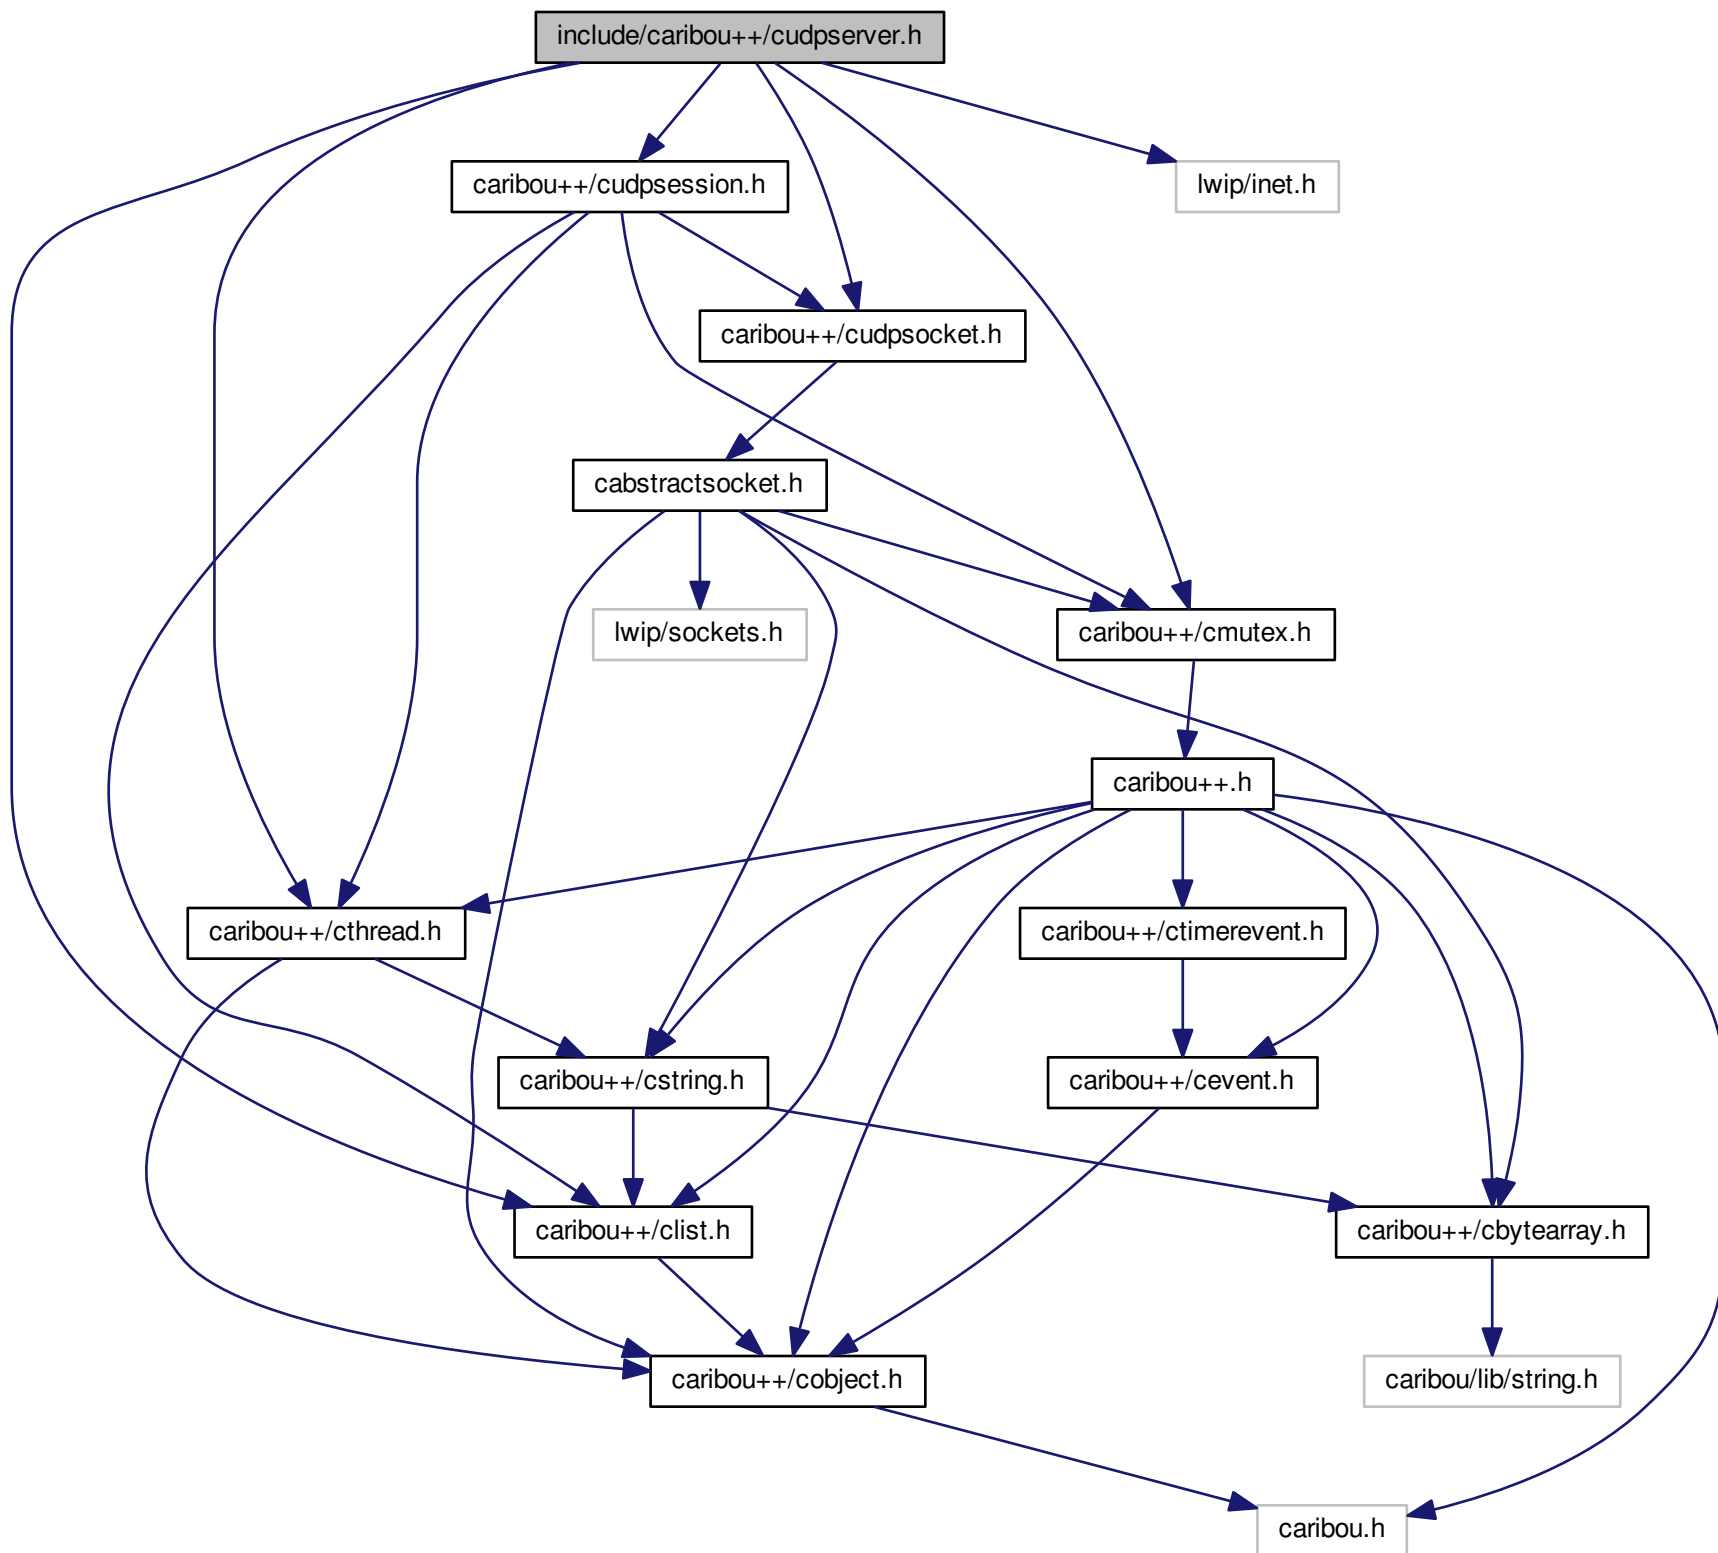 include/caribou++/cudpserver.h
caribou++/cudpsession.h
lwip/inet.h
caribou++/cudpsocket.h
cabstractsocket.h
lwip/sockets.h
caribou++/cmutex.h
caribou++.h
caribou++/cthread.h
caribou++/ctimerevent.h
caribou++/cstring.h
caribou++/cevent.h
caribou++/clist.h
caribou++/cbytearray.h
caribou++/cobject.h
caribou/lib/string.h
caribou.h